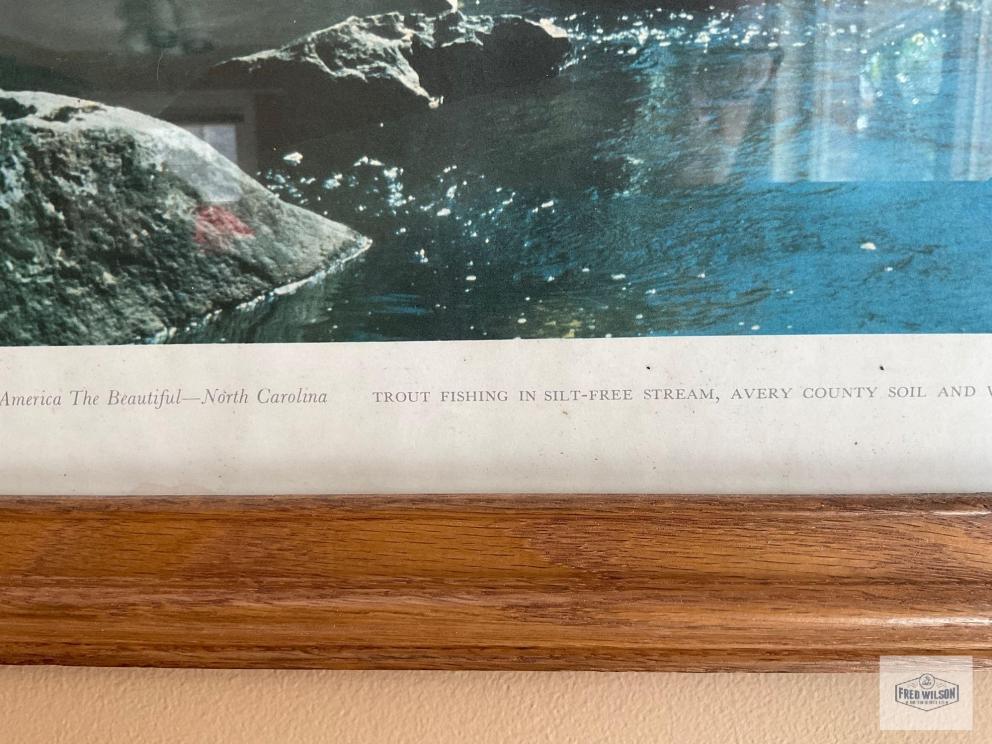 America The Beautiful—North Carolina TROUT FISHING IN SILT-FREE STREAM, AVERY COUNTY SOIL AND W
FRED WILSON